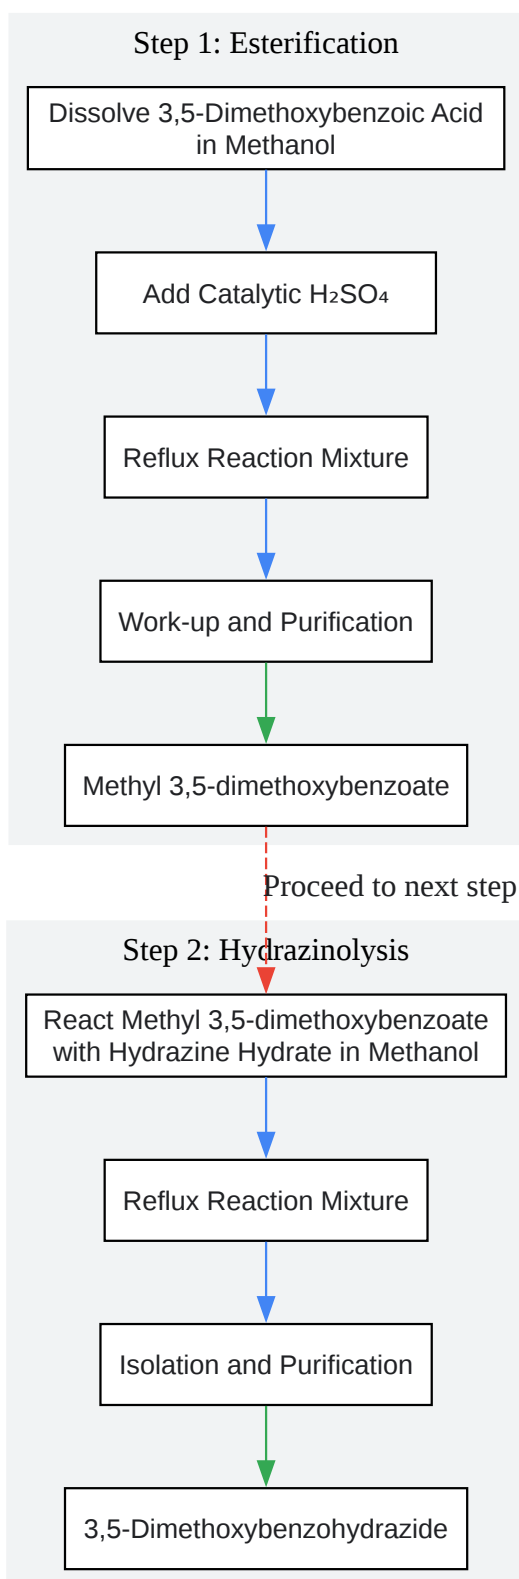 Step 1: Esterification
Dissolve 3,5-Dimethoxybenzoic Acid
in Methanol
Add Catalytic H₂SO₄
Reflux Reaction Mixture
Work-up and Purification
Methyl 3,5-dimethoxybenzoate
Proceed to next step
Step 2: Hydrazinolysis
React Methyl 3,5-dimethoxybenzoate
with Hydrazine Hydrate in Methanol
Reflux Reaction Mixture
Isolation and Purification
3,5-Dimethoxybenzohydrazide